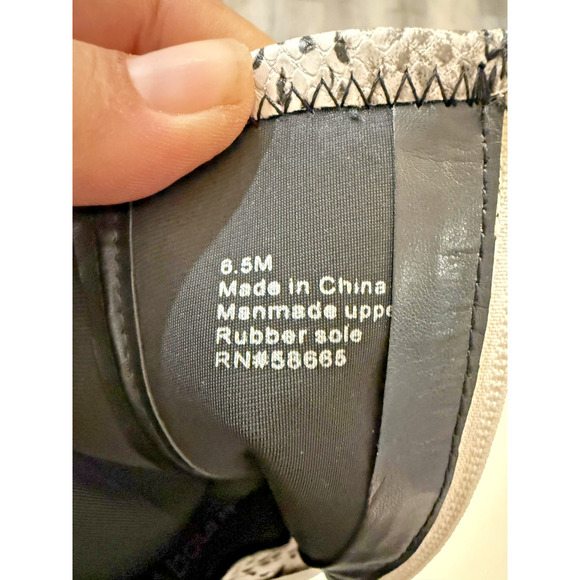 6.5M
Made in China
Manmade uppe
Rubber sole
RN#58665